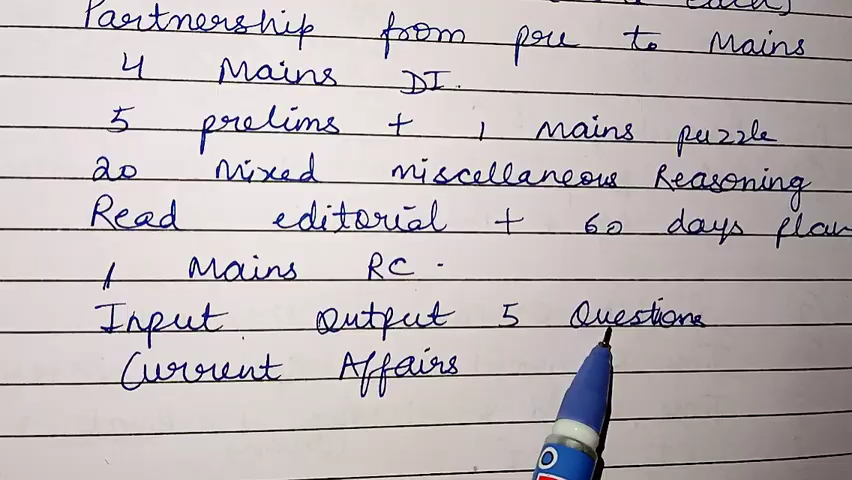 Partnership from pre to Mains
4 Mains DI.
5 prelims + 1 Mains puzzle
20 Mixed miscellaneous Reasoning
Read editorial + 60 days plan
1 Mains RC.
Input Output 5 Questions
Current Affairs